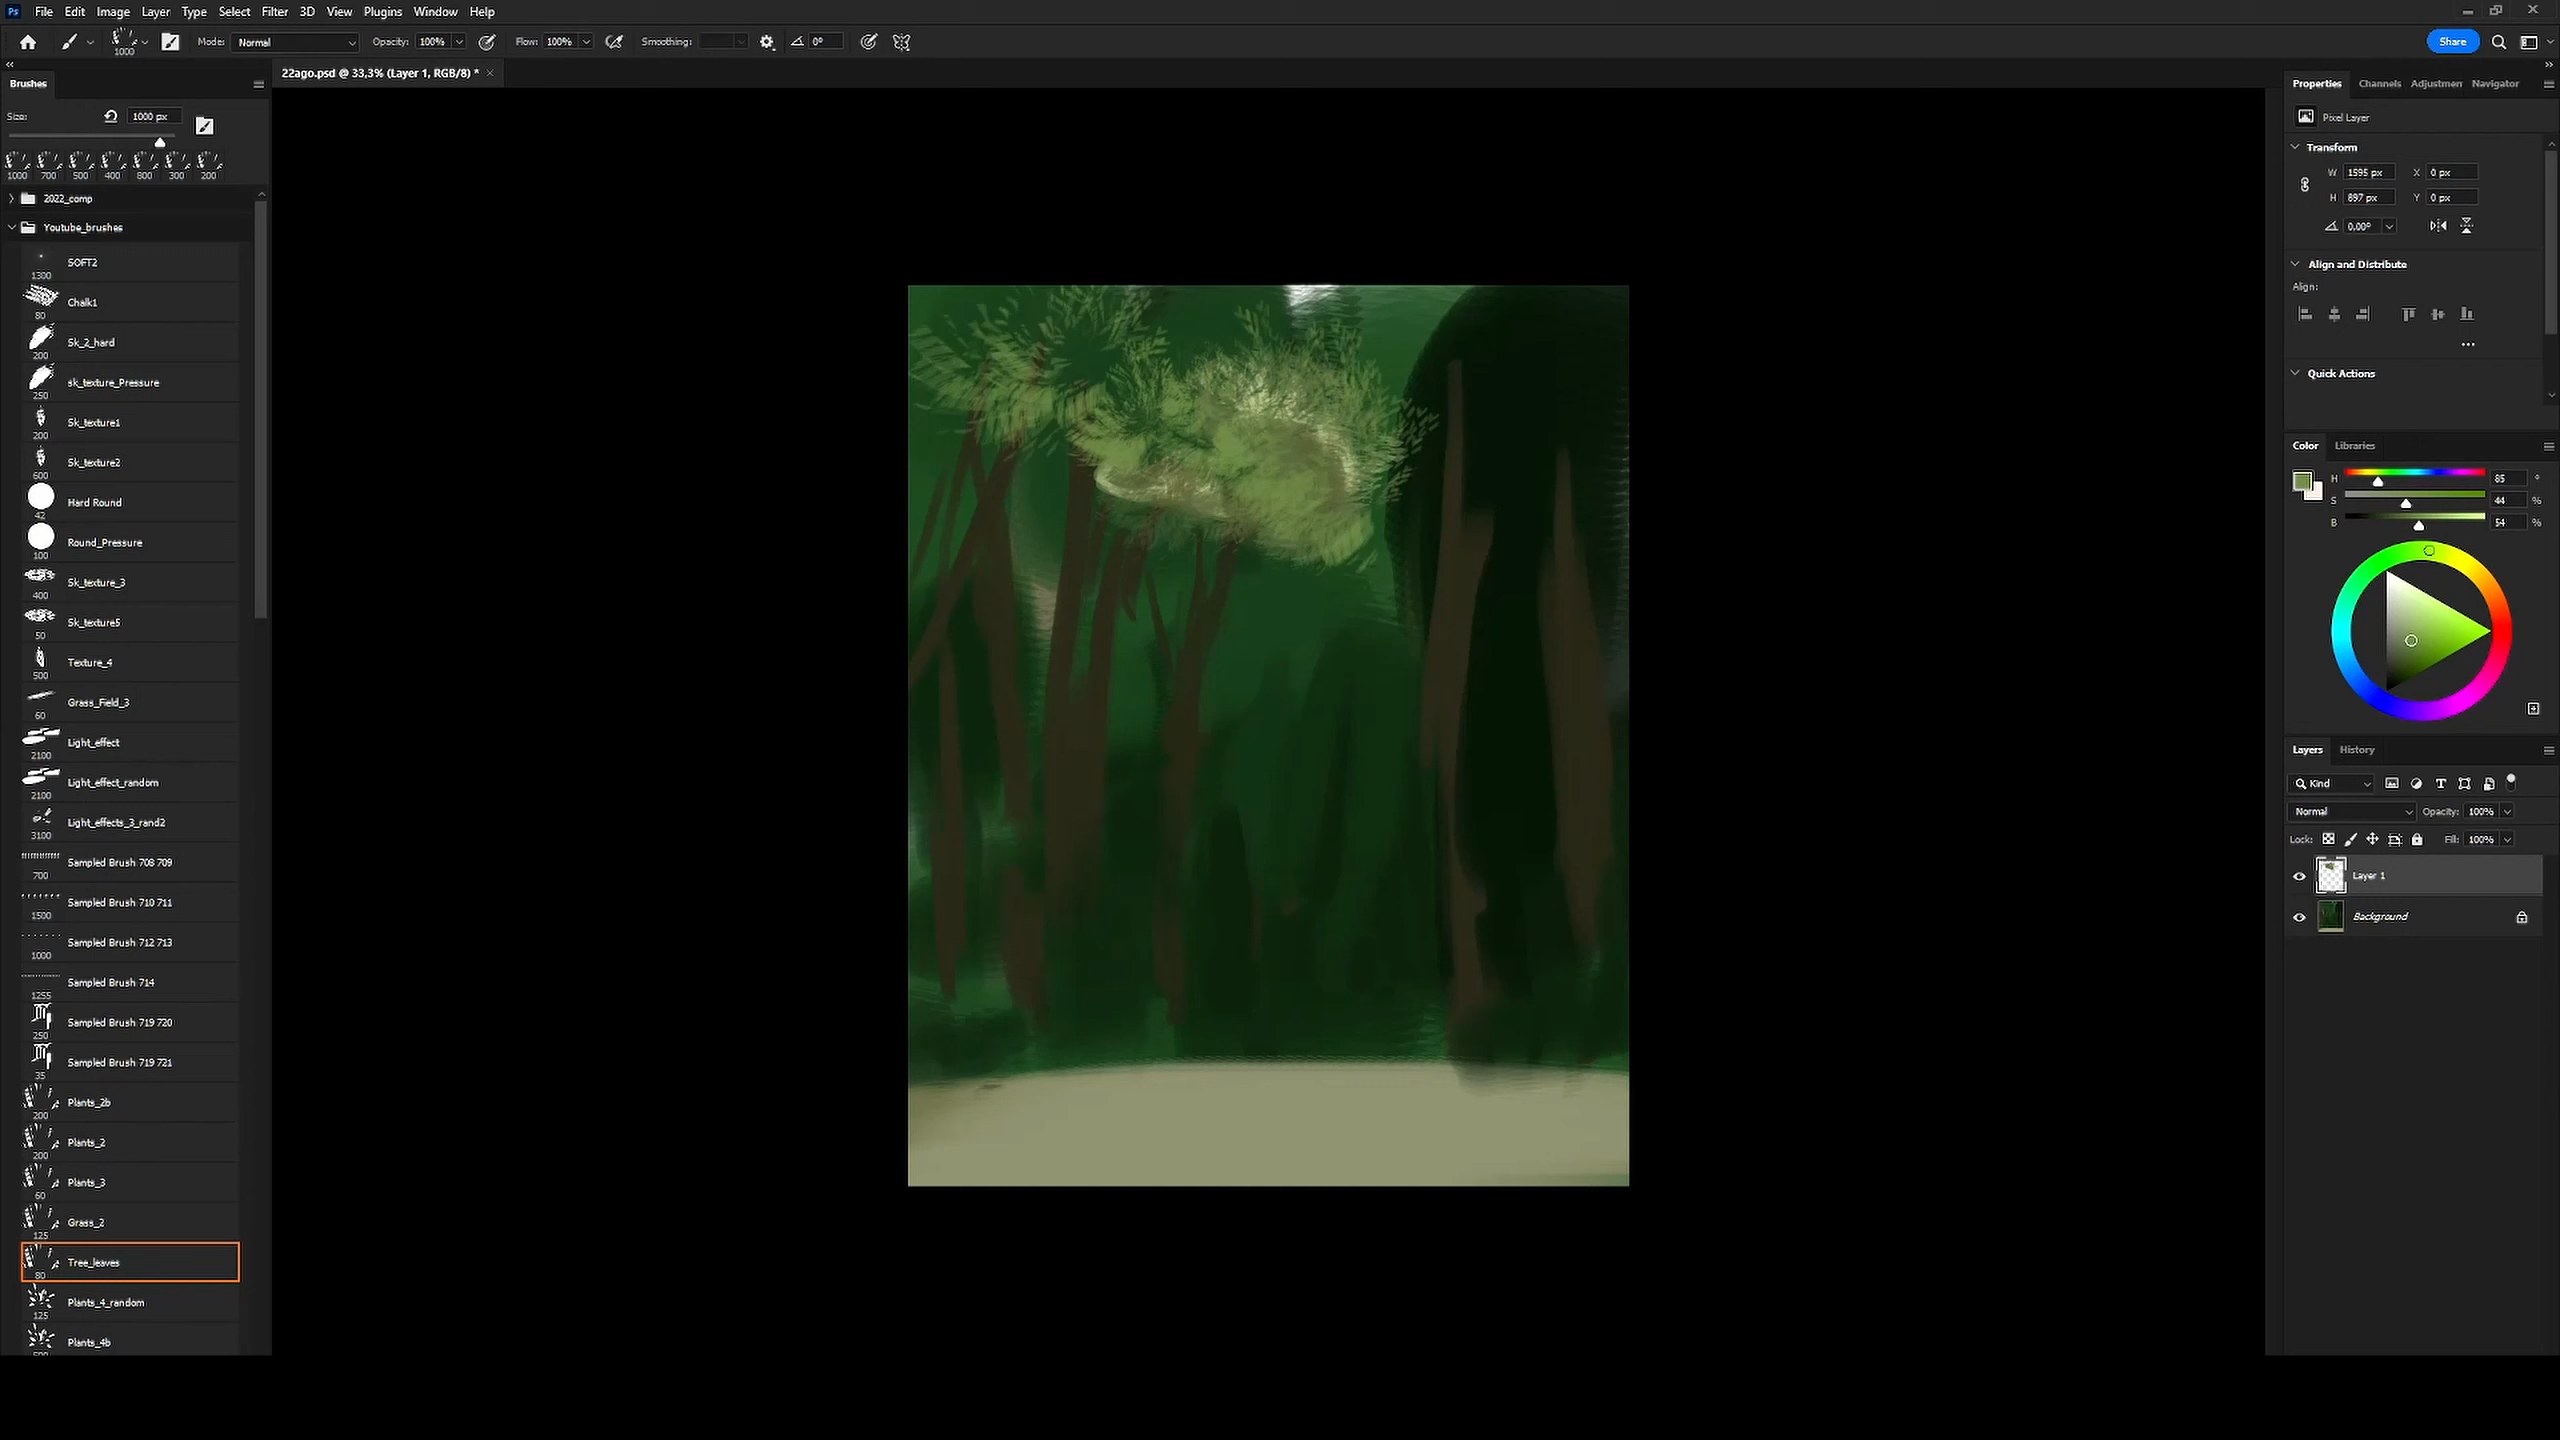 Ps File Edit Image Layer Type Select Filter 3D View Plugins Window Help
1000 Mode: Normal Opacity: 100% Flow: 100% Smoothing: 0° Share
22ago.psd @ 33,3% (Layer 1, RGB/8) *
Brushes
Size: 1000 px
1000 700 500 400 800 300 200
2022_comp
Youtube_brushes
SOFT2
1300
Chalk1
80
Sk_2_hard
200
sk_texture_Pressure
250
Sk_texture1
200
Sk_texture2
600
Hard Round
42
Round_Pressure
100
Sk_texture_3
400
Sk_texture5
50
Texture_4
500
Grass_Field_3
60
Light_effect
2100
Light_effect_random
2100
Light_effects_3_rand2
3100
Sampled Brush 708 709
700
Sampled Brush 710 711
1500
Sampled Brush 712 713
1000
Sampled Brush 714
1255
Sampled Brush 719 720
250
Sampled Brush 719 721
35
Plants_2b
200
Plants_2
200
Plants_3
60
Grass_2
125
Tree_leaves
80
Plants_4_random
125
Plants_4b
Properties Channels Adjustmen Navigator
Pixel Layer
Transform
W 1595 px X 0 px
H 897 px Y 0 px
0.00°
Align and Distribute
Align:
Quick Actions
Color Libraries
H 85 °
S 44 %
B 54 %
Layers History
Kind
Normal Opacity: 100%
Lock: Fill: 100%
Layer 1
Background